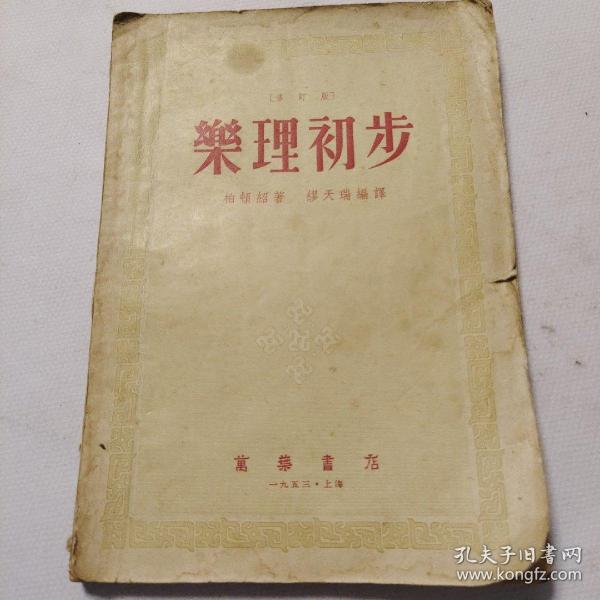 [修訂版]
樂理初步
柏頓紹著 繆天瑞編譯
萬葉書店
一九五三·上海
孔夫子旧书网
www.kongfz.com